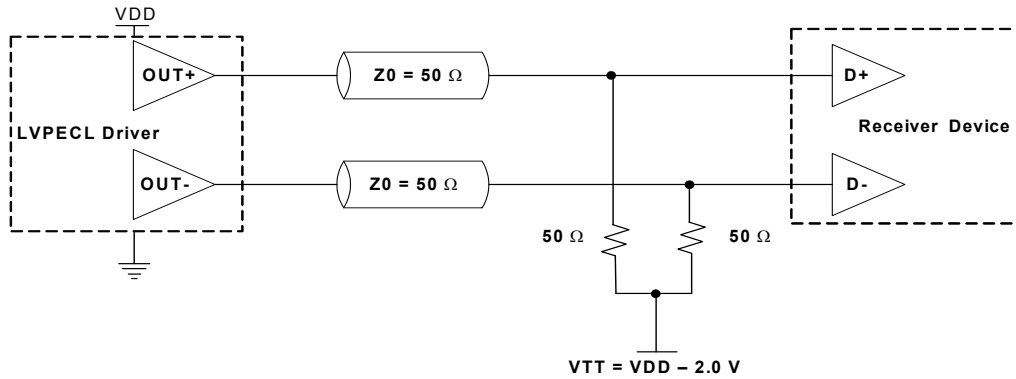 VDD
OUT+
Z0 = 50 Ω
D+
LVPECL Driver
Receiver Device
OUT-
Z0 = 50 Ω
D-
50 Ω
50 Ω
VTT = VDD – 2.0 V